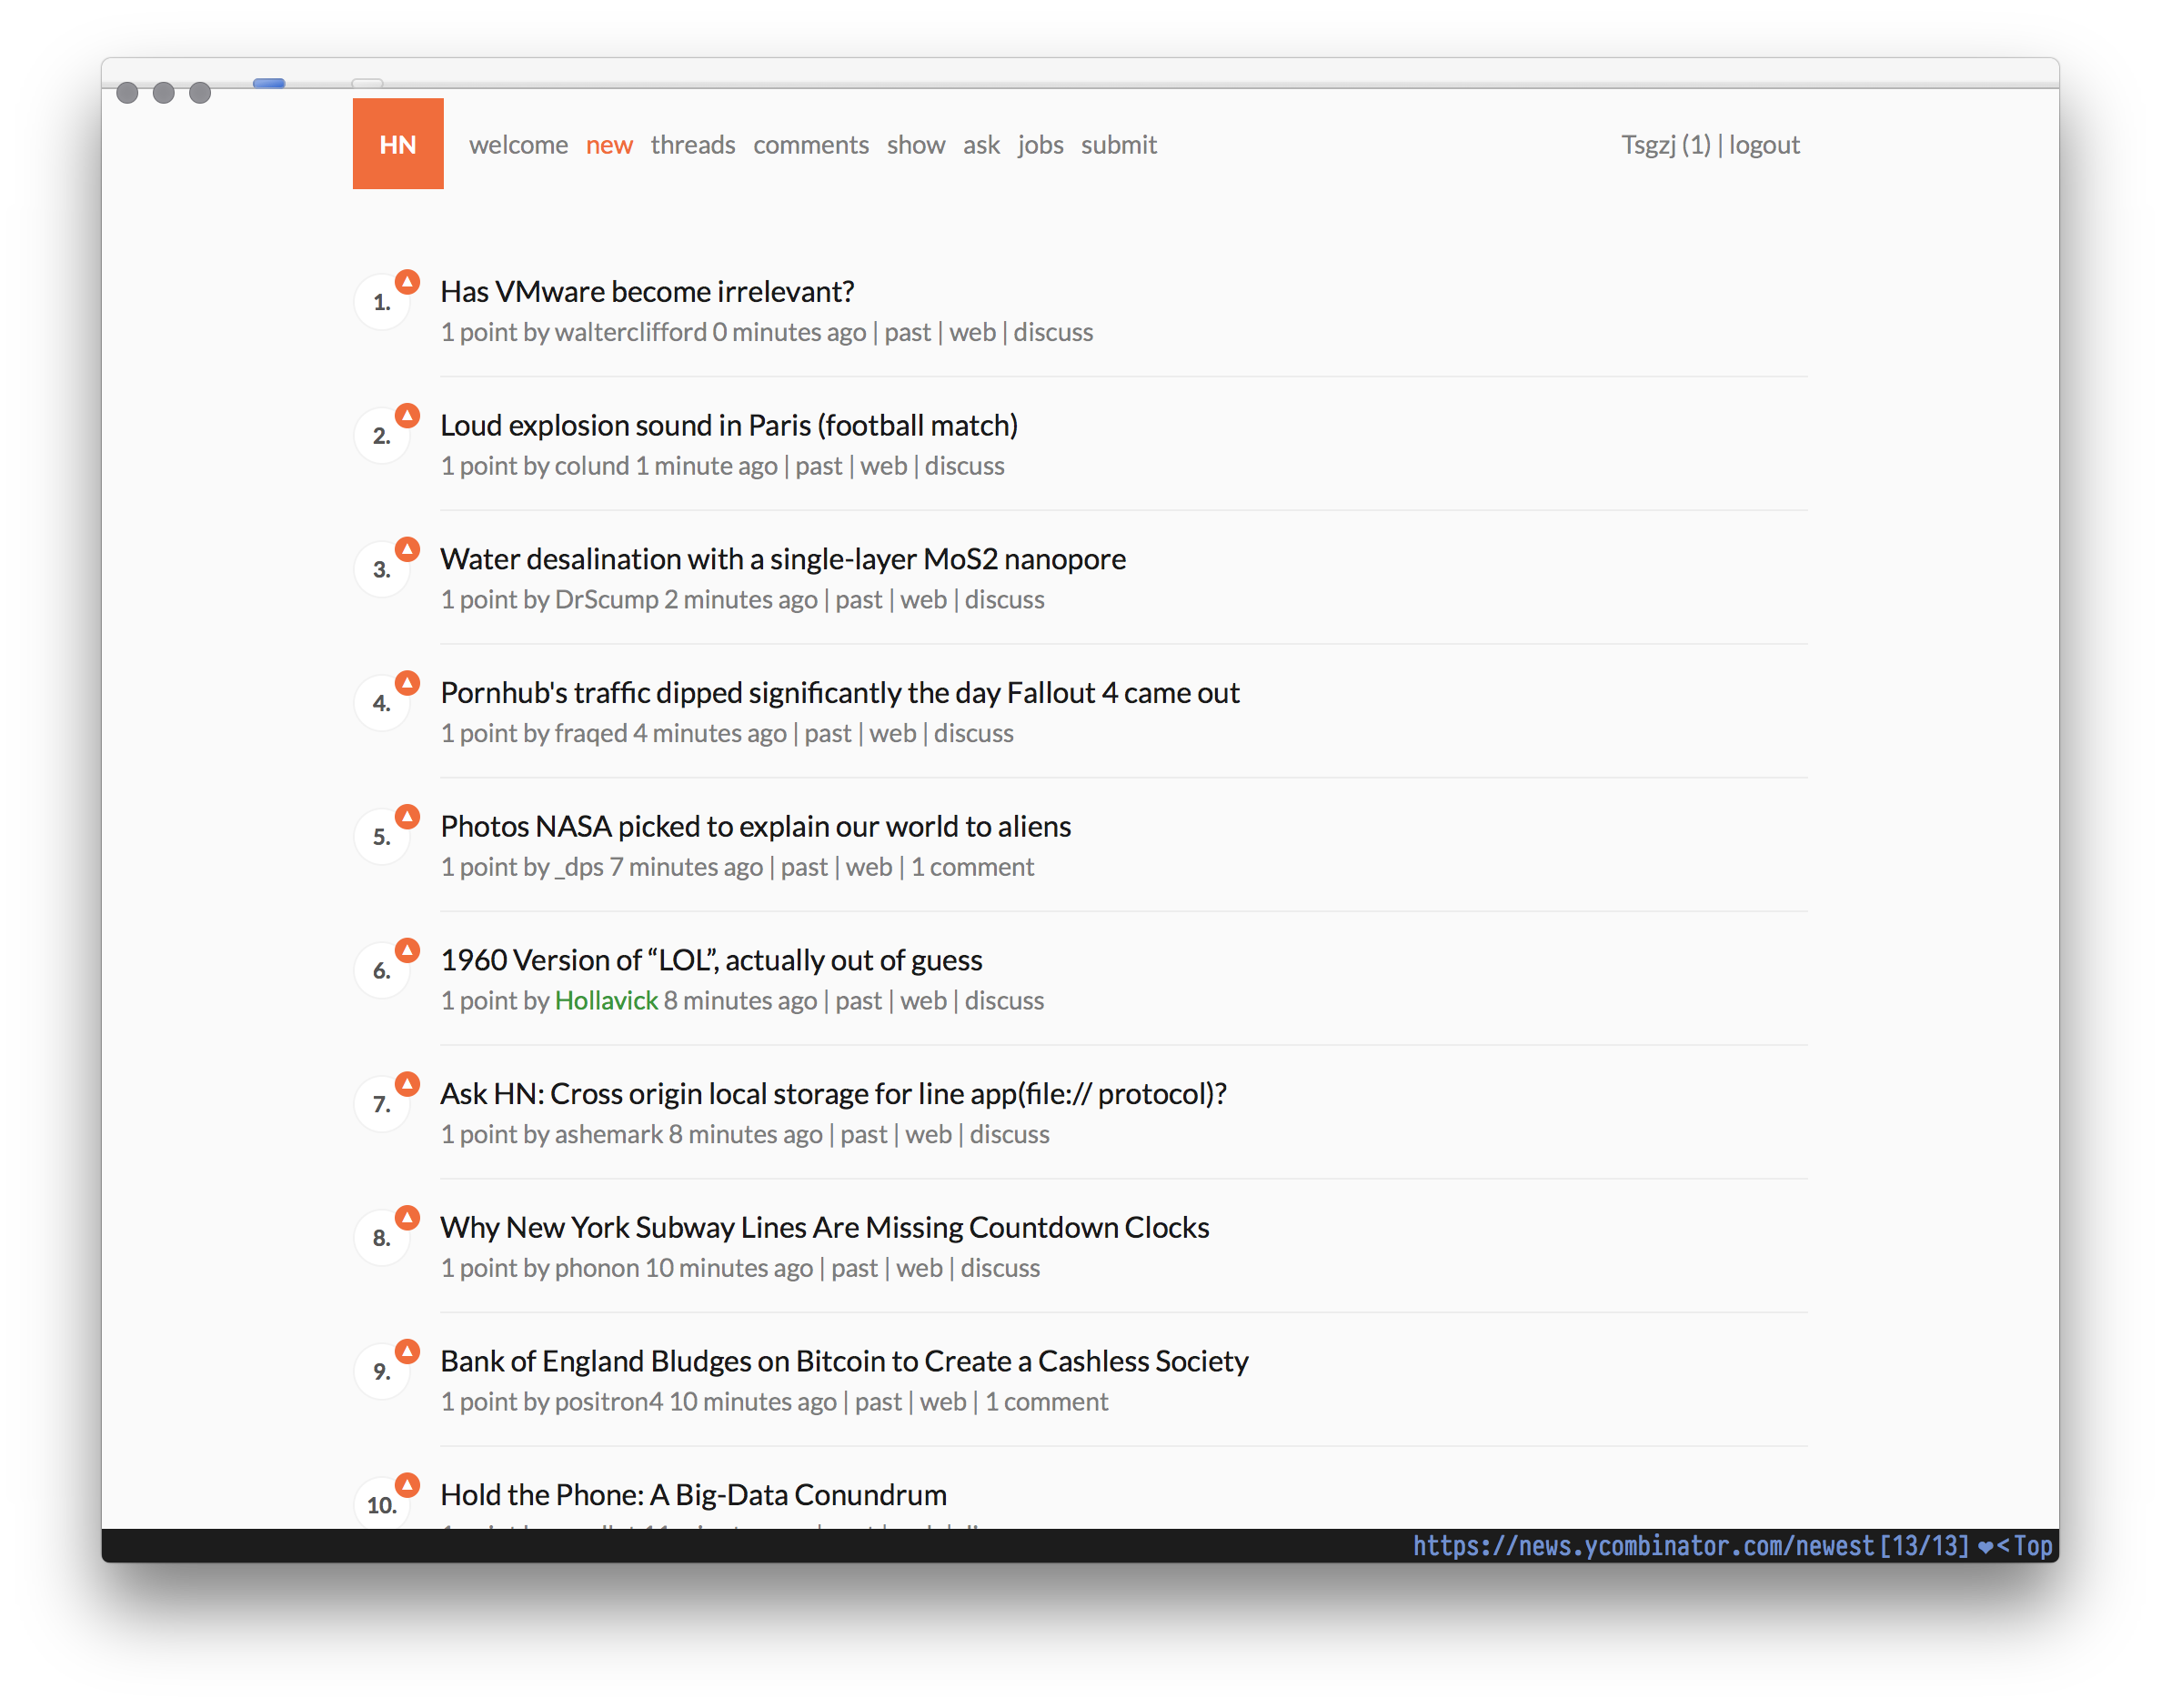 HN welcome new threads comments show ask jobs submit Tsgzj (1) | logout
1. Has VMware become irrelevant?
1 point by walterclifford 0 minutes ago | past | web | discuss
2. Loud explosion sound in Paris (football match)
1 point by colund 1 minute ago | past | web | discuss
3. Water desalination with a single-layer MoS2 nanopore
1 point by DrScump 2 minutes ago | past | web | discuss
4. Pornhub's traffic dipped significantly the day Fallout 4 came out
1 point by fraqed 4 minutes ago | past | web | discuss
5. Photos NASA picked to explain our world to aliens
1 point by _dps 7 minutes ago | past | web | 1 comment
6. 1960 Version of “LOL”, actually out of guess
1 point by Hollavick 8 minutes ago | past | web | discuss
7. Ask HN: Cross origin local storage for line app(file:// protocol)?
1 point by ashemark 8 minutes ago | past | web | discuss
8. Why New York Subway Lines Are Missing Countdown Clocks
1 point by phonon 10 minutes ago | past | web | discuss
9. Bank of England Bludges on Bitcoin to Create a Cashless Society
1 point by positron4 10 minutes ago | past | web | 1 comment
10. Hold the Phone: A Big-Data Conundrum
https://news.ycombinator.com/newest [13/13] ❤<Top